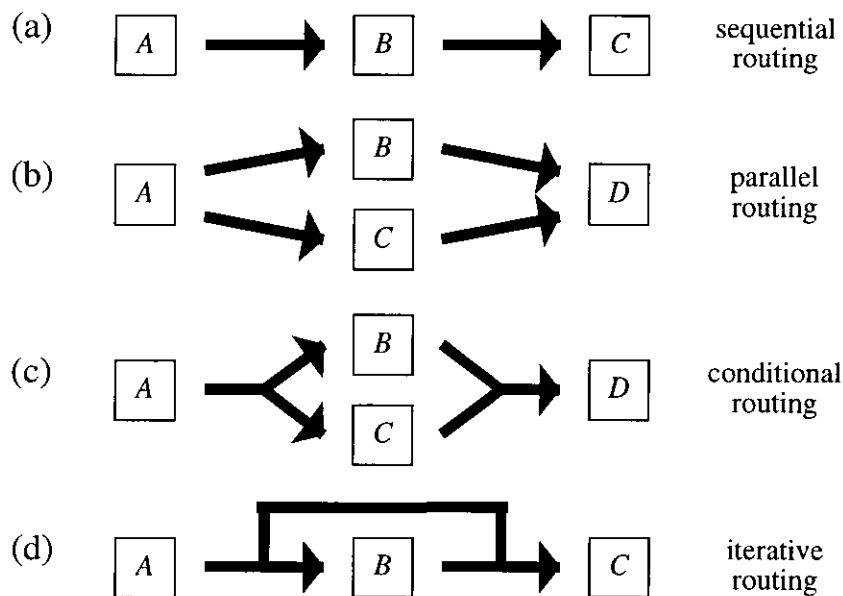 (a) A B C sequential routing
B
(b) A D parallel routing
C
B
(c) A D conditional routing
C
(d) A B C iterative routing